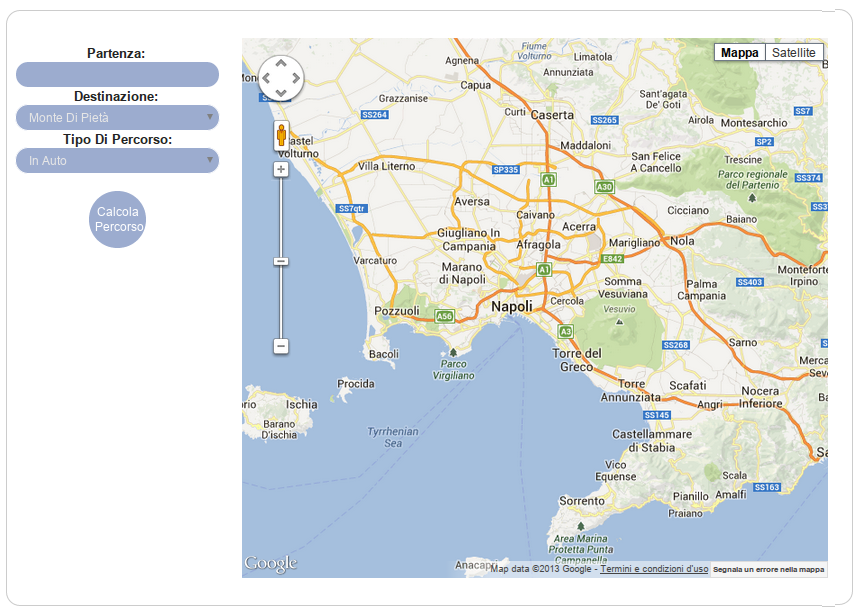 Partenza:
Destinazione:
Monte Di Pietà
Tipo Di Percorso:
In Auto
Calcola
Percorso
Mappa
Satellite
Fiume
Volturno
Limatola
Agnena
Annunziata
Capua
Sant'agata
De' Goti
Grazzanise
SS264
Curti
Caserta
SS265
Airola
Montesarchio
SS7
SP2
Maddaloni
Castel
Volturno
Villa Literno
SP335
San Felice
A Cancello
Trescine
Parco regionale
del Partenio
SS374
A1
A30
Aversa
SS7qtr
Caivano
Cicciano
Baiano
Acerra
Giugliano In
Campania
Afragola
Marigliano
Nola
E842
Varcaturo
Marano
di Napoli
A1
Monteforte
Irpino
Somma
Vesuviana
Palma
Campania
SS403
Napoli
Cercola
Vesuvio
Pozzuoli
A56
A3
SS268
Sarno
Bacoli
Torre del
Greco
Parco
Virgiliano
Procida
Torre
Annunziata
Scafati
Nocera
Inferiore
Angri
SS145
Ischia
Barano
D'ischia
Tyrrhenian
Sea
Castellammare
di Stabia
Vico
Equense
Scala
SS163
Sorrento
Pianillo
Amalfi
Praiano
Area Marina
Protetta Punta
Campanella
Google
Map data ©2013 Google - Termini e condizioni d'uso
Segnala un errore nella mappa